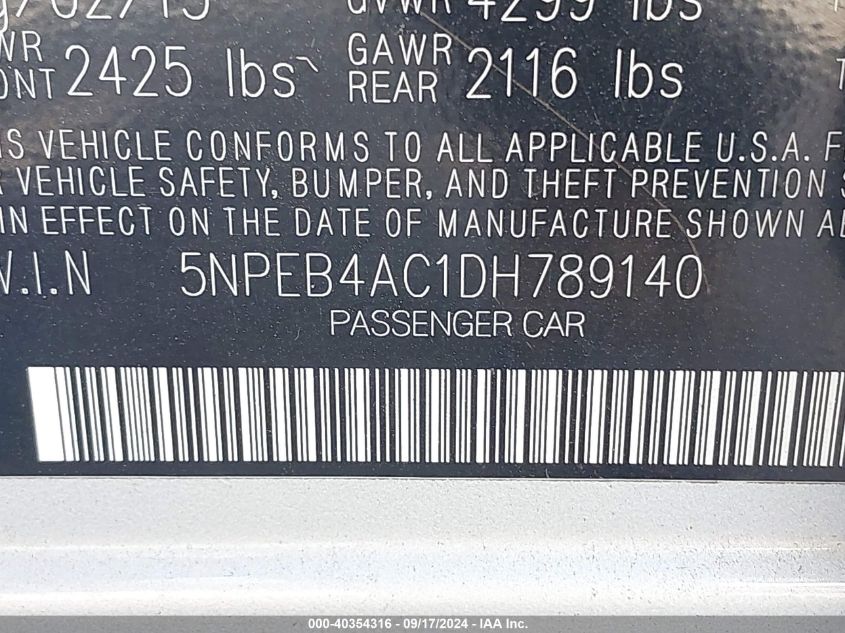 GVWR 4299 lbs
GAWR
2425 lbs GAWR REAR 2116 lbs
VEHICLE CONFORMS TO ALL APPLICABLE U.S.A.
VEHICLE SAFETY, BUMPER, AND THEFT PREVENTION
IN EFFECT ON THE DATE OF MANUFACTURE SHOWN
V.I.N 5NPEB4AC1DH789140
PASSENGER CAR
000-40354316 - 09/17/2024 - IAA Inc.